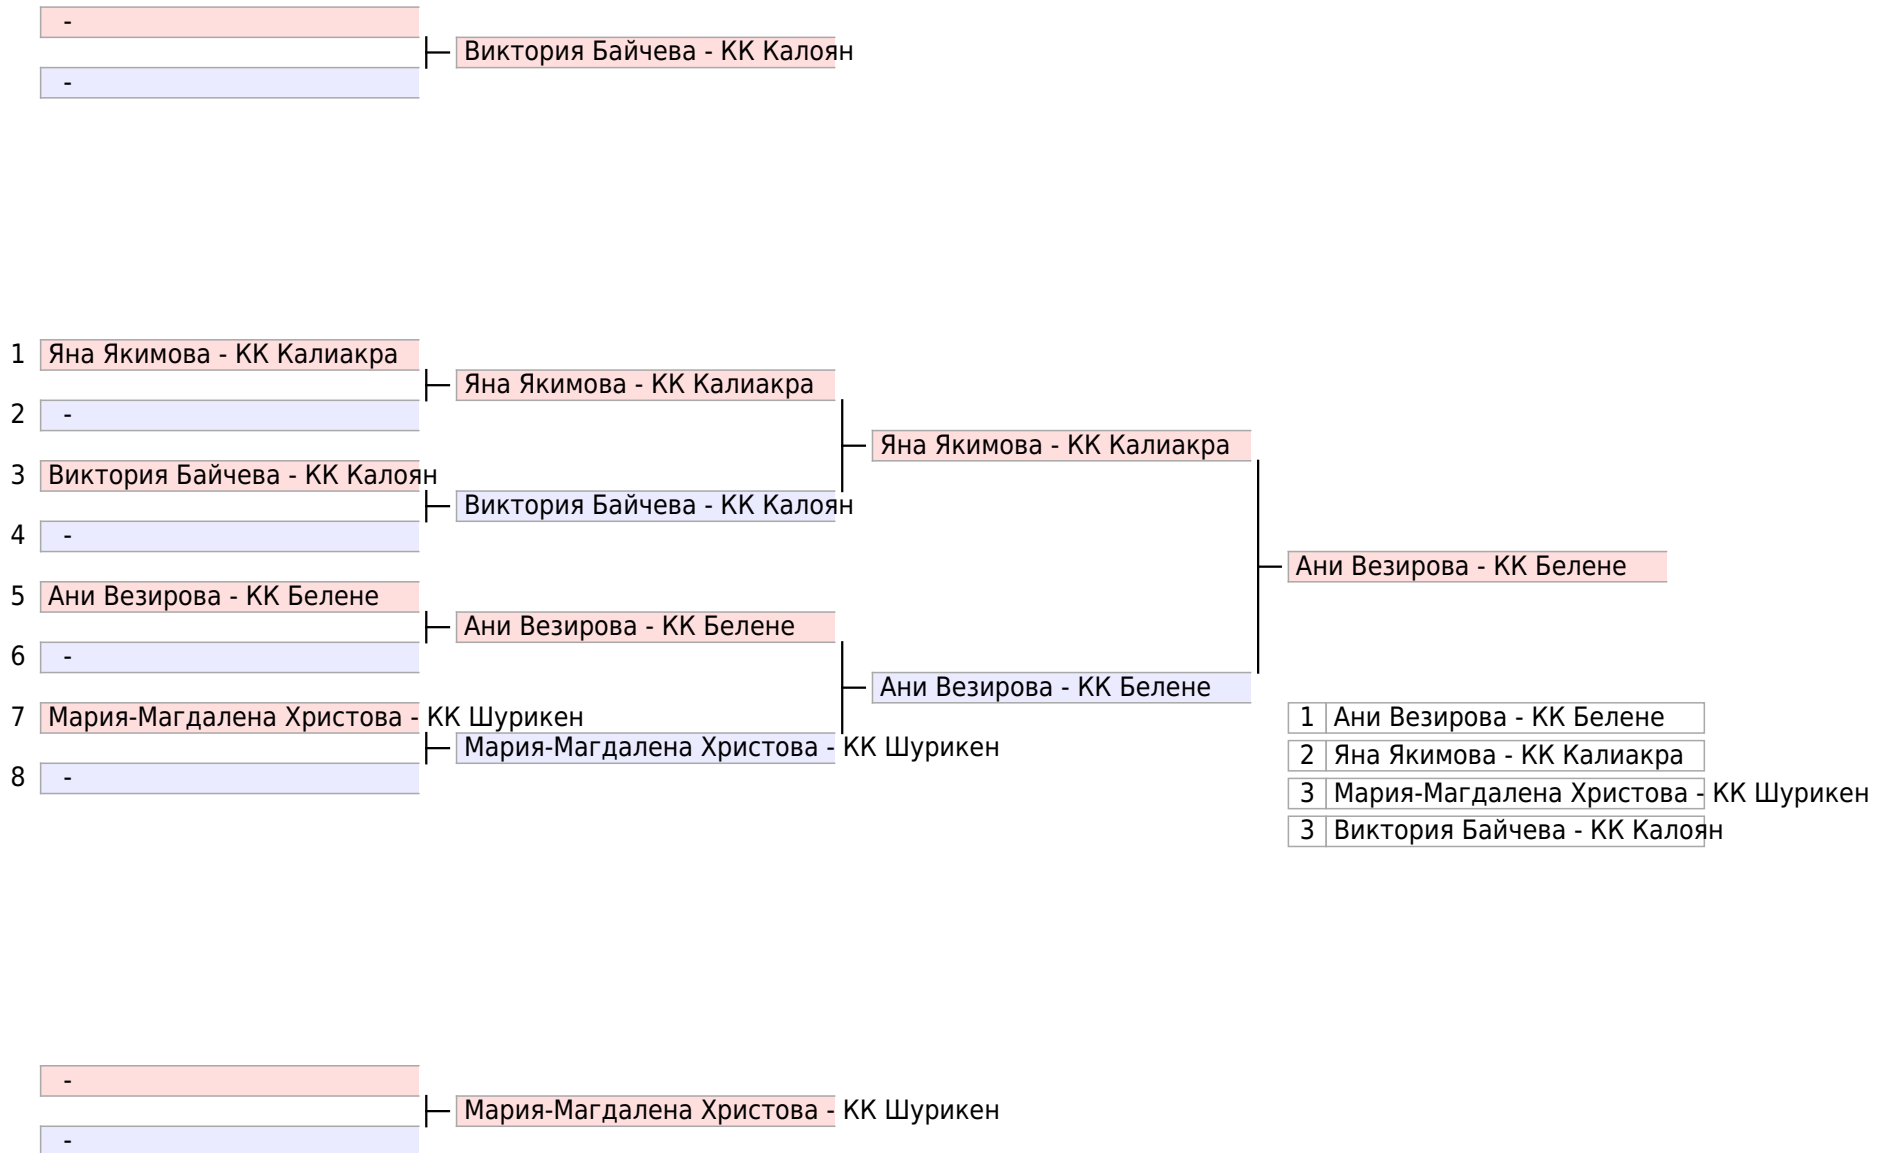 -
Виктория Байчева - КК Калоян
-
1 Яна Якимова - КК Калиакра
Яна Якимова - КК Калиакра
2 -
Яна Якимова - КК Калиакра
3 Виктория Байчева - КК Калоян
Виктория Байчева - КК Калоян
4 -
Ани Везирова - КК Белене
5 Ани Везирова - КК Белене
Ани Везирова - КК Белене
6 -
Ани Везирова - КК Белене
7 Мария-Магдалена Христова - КК Шурикен
Мария-Магдалена Христова - КК Шурикен
8 -
1 Ани Везирова - КК Белене
2 Яна Якимова - КК Калиакра
3 Мария-Магдалена Христова - КК Шурикен
3 Виктория Байчева - КК Калоян
-
Мария-Магдалена Христова - КК Шурикен
-